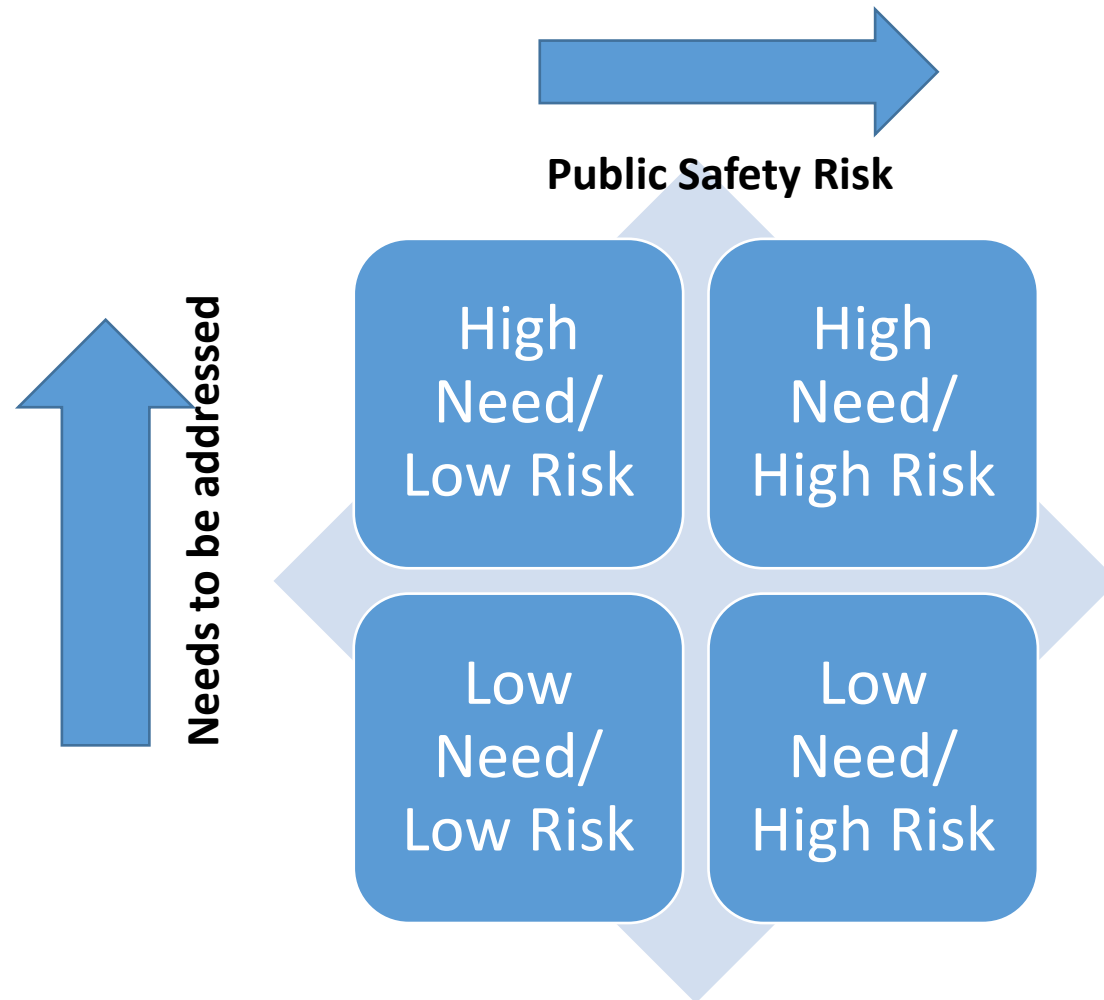 Public Safety Risk
Needs to be addressed
High
Need/
Low Risk
High
Need/
High Risk
Low
Need/
Low Risk
Low
Need/
High Risk